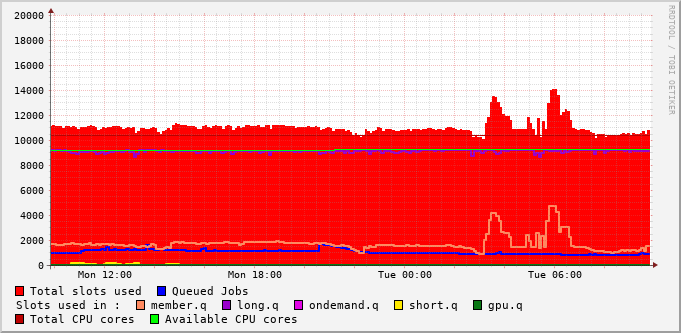 20000
18000
16000
14000
12000
10000
8000
6000
4000
2000
0
Mon 12:00 Mon 18:00 Tue 00:00 Tue 06:00
RRDTOOL / TOBI OETIKER
Total slots used Queued Jobs
Slots used in : member.q long.q ondemand.q short.q gpu.q
Total CPU cores Available CPU cores